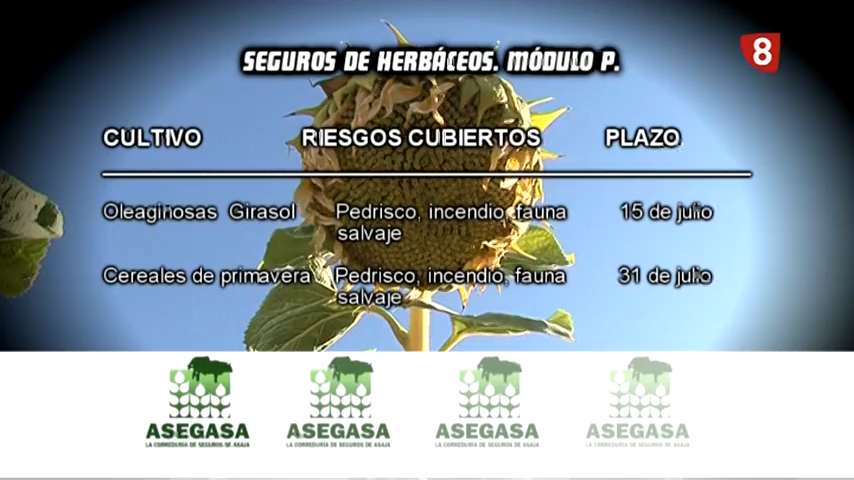 SEGUROS DE HERBÁCEOS. MÓDULO P.
8
CULTIVO RIESGOS CUBIERTOS PLAZO
Oleaginosas Girasol Pedrisco, incendio, fauna 15 de julio
salvaje
Cereales de primavera Pedrisco, incendio, fauna 31 de julio
salvaje
ASEGASA ASEGASA ASEGASA ASEGASA
LA CORREDURÍA DE SEGUROS DE ASAJA LA CORREDURÍA DE SEGUROS DE ASAJA LA CORREDURÍA DE SEGUROS DE ASAJA LA CORREDURÍA DE SEGUROS DE ASAJA